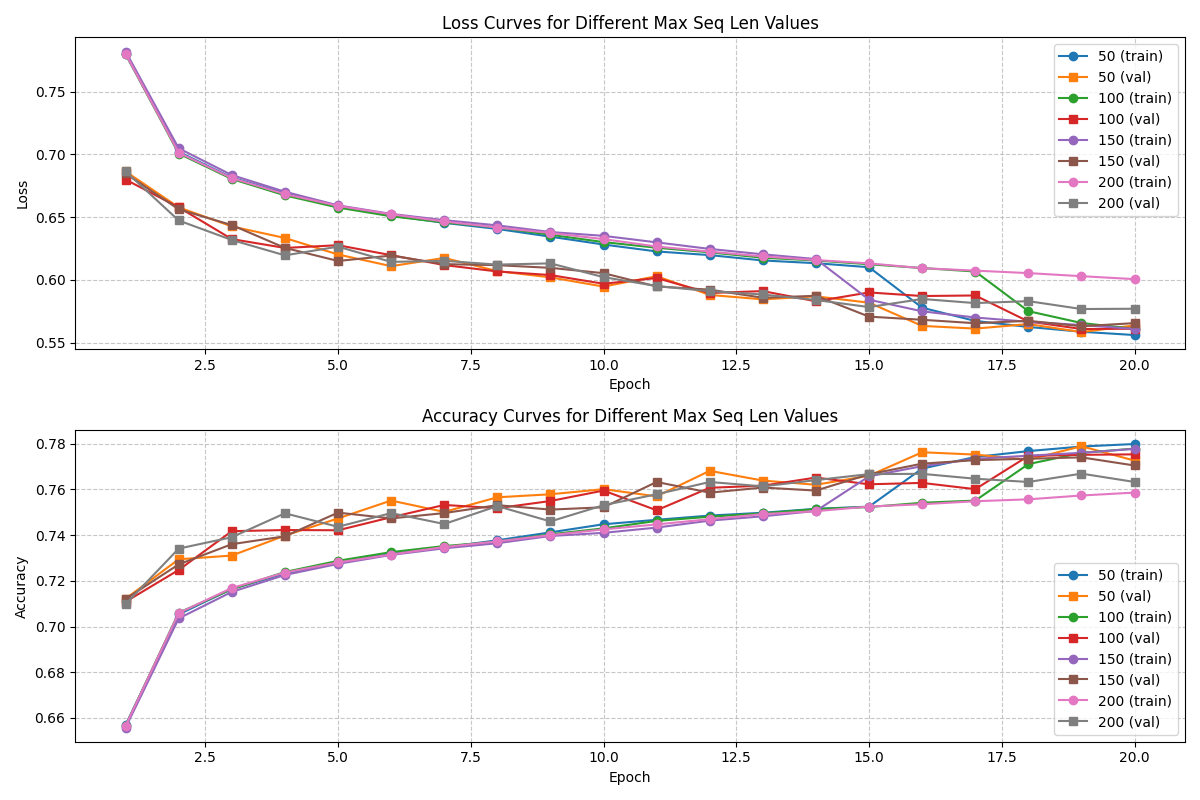 Loss Curves for Different Max Seq Len Values
Loss
0.75
0.70
0.65
0.60
0.55
50 (train)
50 (val)
100 (train)
100 (val)
150 (train)
150 (val)
200 (train)
200 (val)
2.5 5.0 7.5 10.0 12.5 15.0 17.5 20.0
Epoch
Accuracy Curves for Different Max Seq Len Values
Accuracy
0.78
0.76
0.74
0.72
0.70
0.68
0.66
50 (train)
50 (val)
100 (train)
100 (val)
150 (train)
150 (val)
200 (train)
200 (val)
2.5 5.0 7.5 10.0 12.5 15.0 17.5 20.0
Epoch